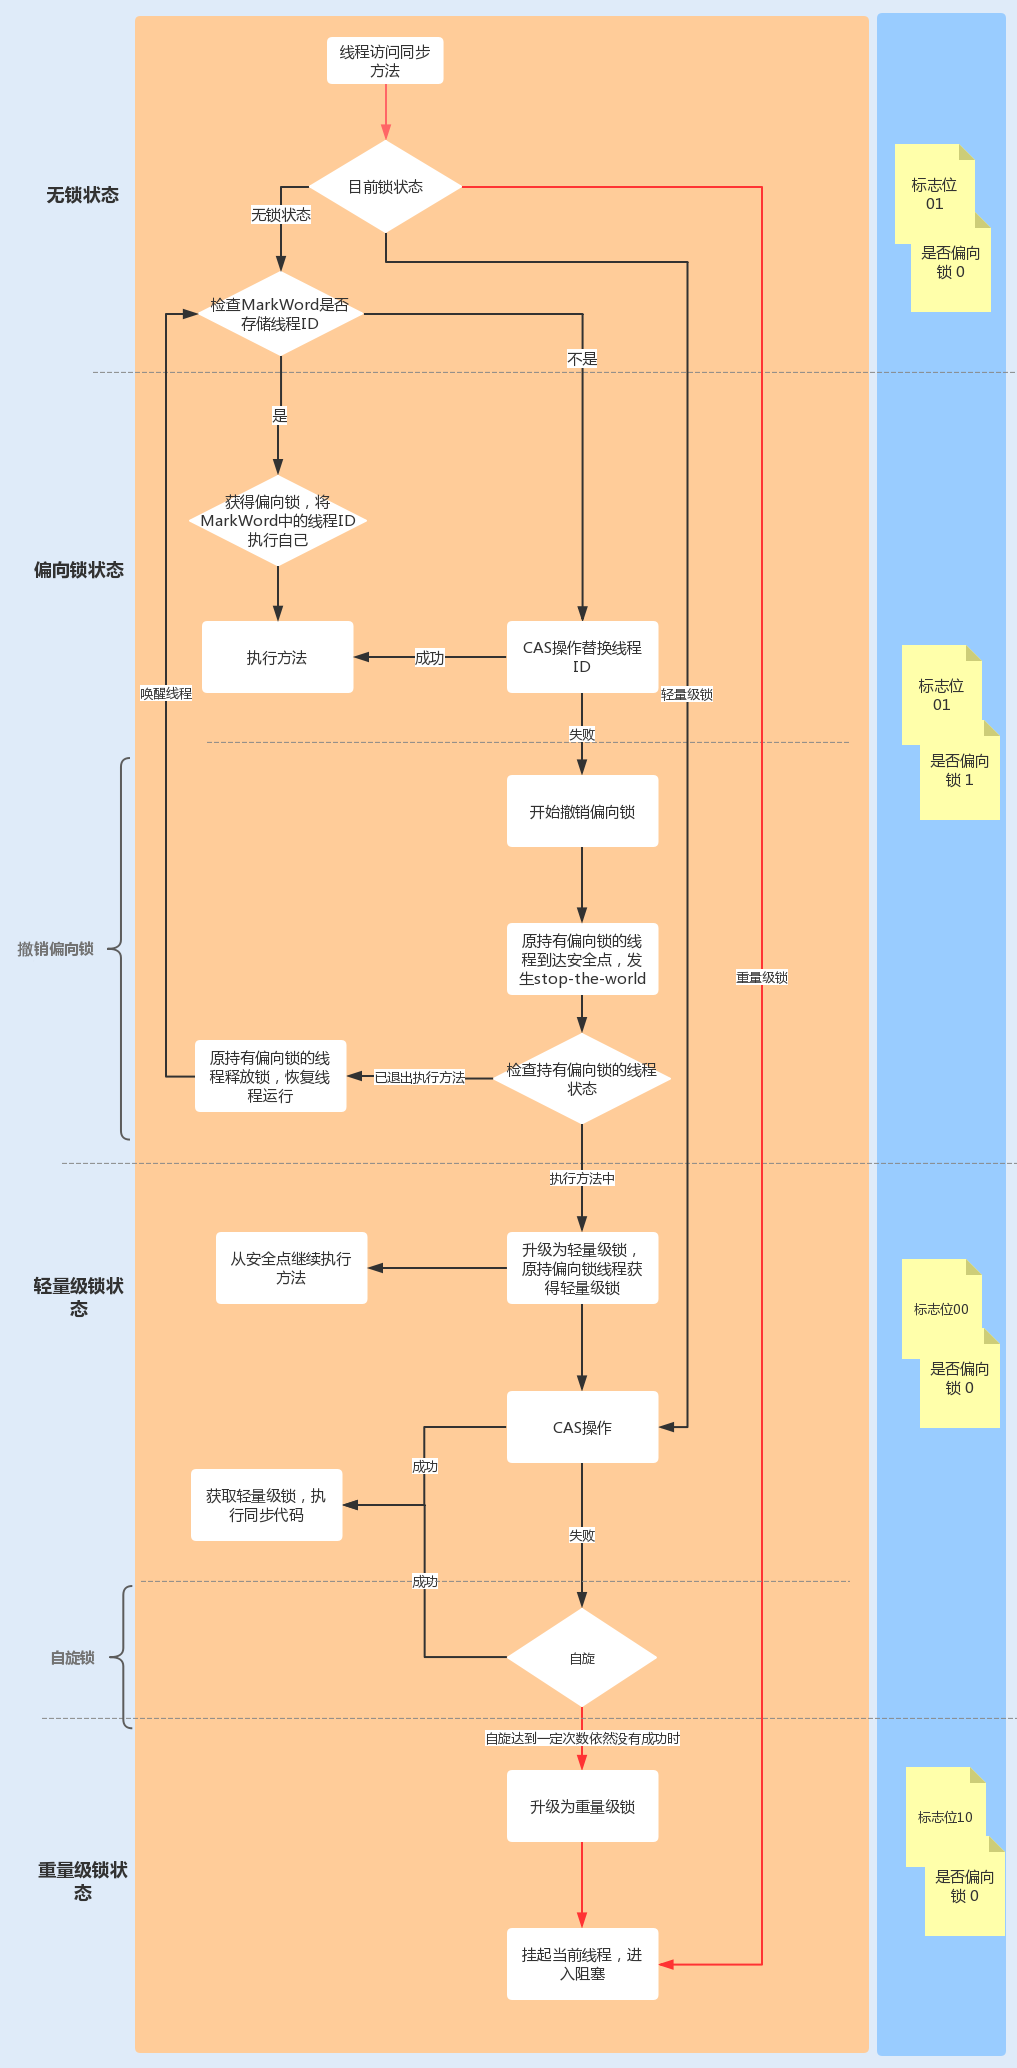 线程访问同步
方法
目前锁状态
无锁状态
无锁状态
标志位
01
是否偏向
锁 0
检查MarkWord是否
存储线程ID
不是
是
获得偏向锁，将
MarkWord中的线程ID
执行自己
偏向锁状态
执行方法
成功
CAS操作替换线程
ID
唤醒线程
轻量级锁
标志位
01
是否偏向
锁 1
失败
开始撤销偏向锁
撤销偏向锁
原持有偏向锁的线
程到达安全点，发
生stop-the-world
重量级锁
原持有偏向锁的线
程释放锁，恢复线
程运行
已退出执行方法
检查持有偏向锁的线程
状态
执行方法中
轻量级锁状
态
从安全点继续执行
方法
升级为轻量级锁，
原持偏向锁线程获
得轻量级锁
标志位00
是否偏向
锁 0
CAS操作
成功
获取轻量级锁，执
行同步代码
失败
成功
自旋锁
自旋
自旋达到一定次数依然没有成功时
升级为重量级锁
标志位10
是否偏向
锁 0
重量级锁状
态
挂起当前线程，进
入阻塞